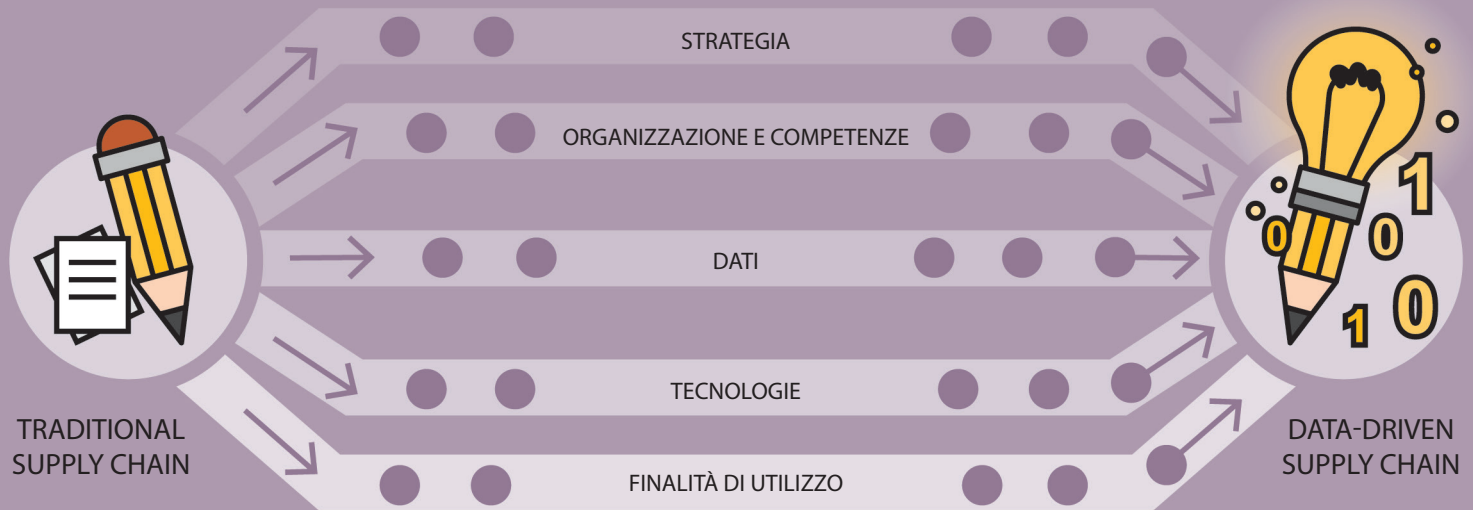 STRATEGIA
ORGANIZZAZIONE E COMPETENZE
DATI
TECNOLOGIE
FINALITÀ DI UTILIZZO
TRADITIONAL
SUPPLY CHAIN
DATA-DRIVEN
SUPPLY CHAIN
1
0
0
1
0